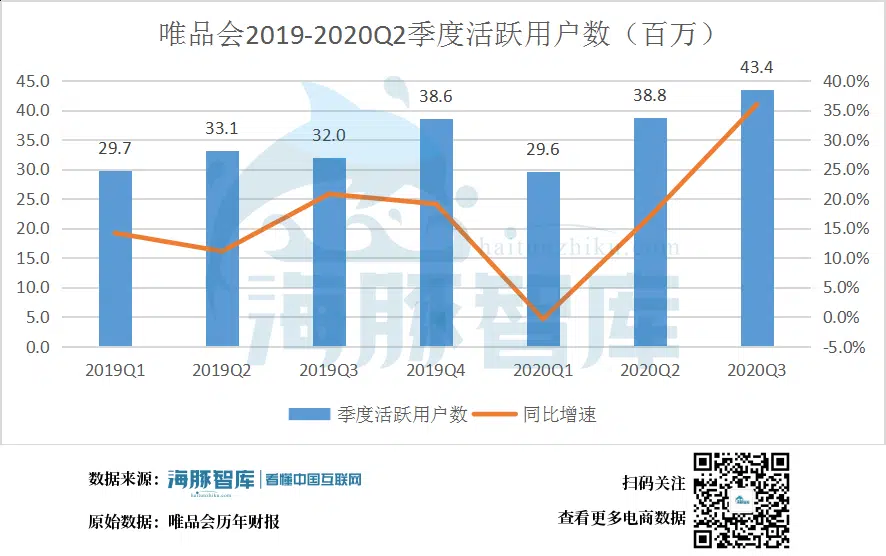 唯品会2019-2020Q2季度活跃用户数（百万）
45.0
40.0
35.0
30.0
25.0
20.0
15.0
10.0
5.0
0.0
40.0%
35.0%
30.0%
25.0%
20.0%
15.0%
10.0%
5.0%
0.0%
-5.0%
29.7
33.1
32.0
38.6
29.6
38.8
43.4
haitunzhiku.com
海豚智库
2019Q1 2019Q2 2019Q3 2019Q4 2020Q1 2020Q2 2020Q3
季度活跃用户数 同比增速
数据来源：海豚智库 | 看懂中国互联网
haitunzhiku.com
原始数据：唯品会历年财报
扫码关注
查看更多电商数据